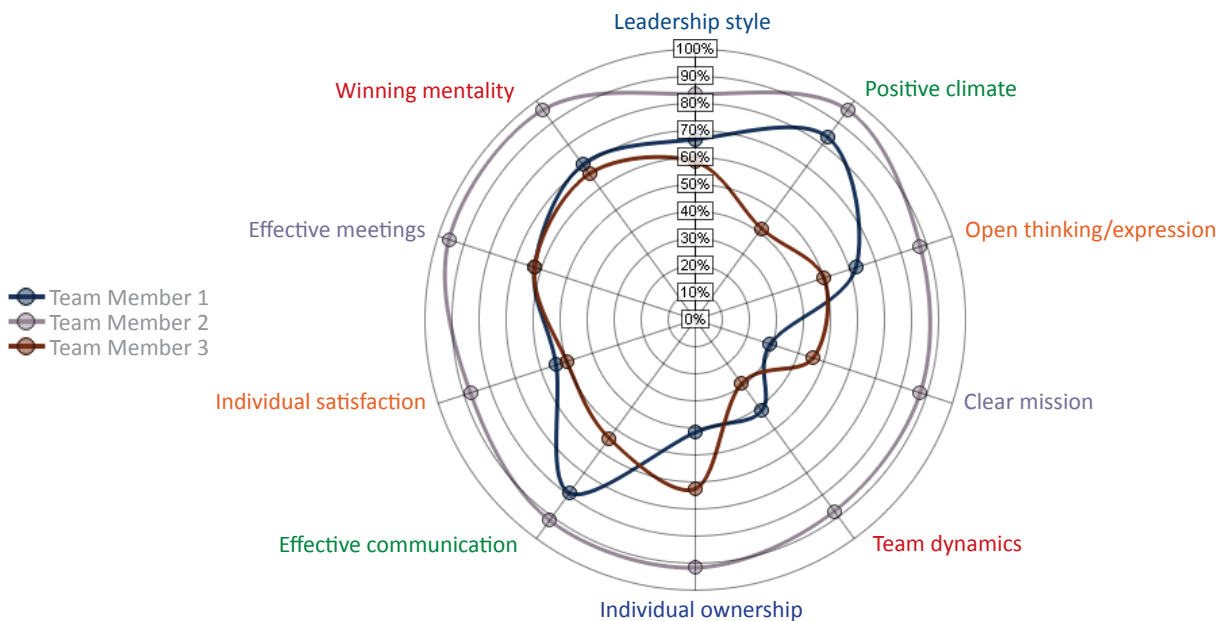 Leadership style
100%
90%
80%
70%
60%
50%
40%
30%
20%
10%
0%
Winning mentality
Positive climate
Effective meetings
Open thinking/expression
Team Member 1
Team Member 2
Team Member 3
Individual satisfaction
Clear mission
Effective communication
Team dynamics
Individual ownership